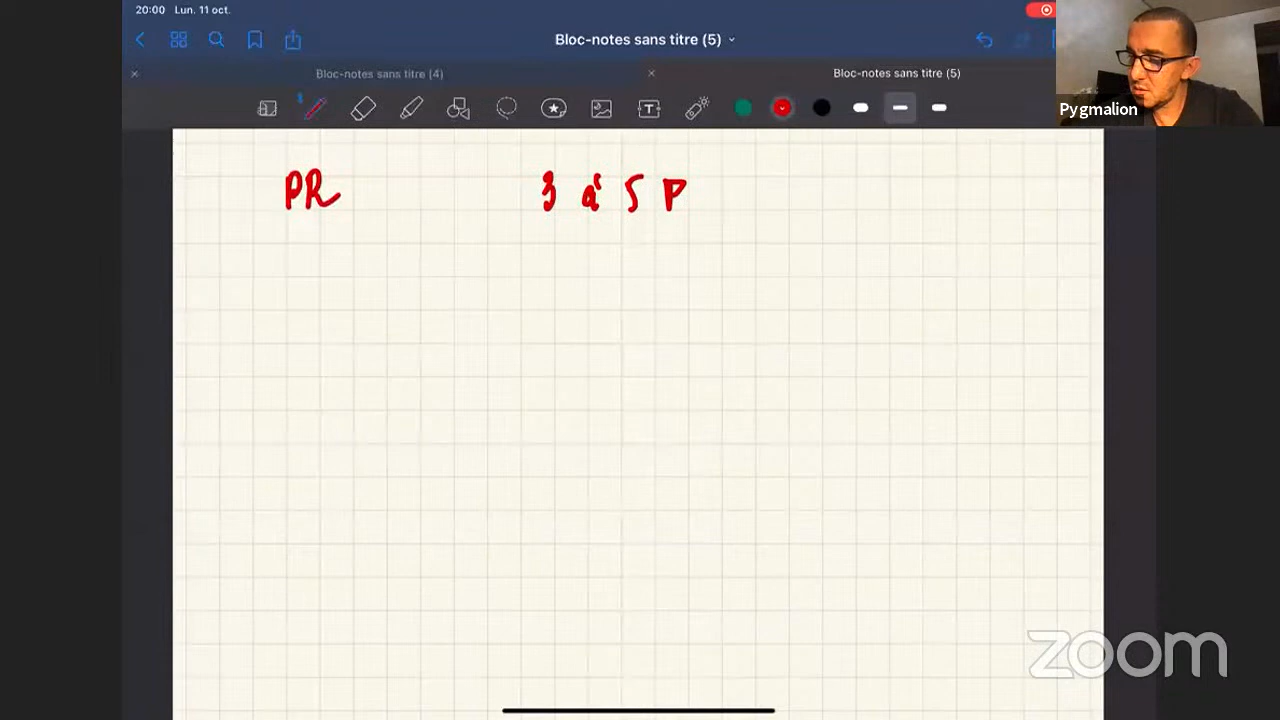 20:00 Lun. 11 oct.
Bloc-notes sans titre (5)
Bloc-notes sans titre (4)
Bloc-notes sans titre (5)
Pygmalion
PR 3 à 5 P
zoom